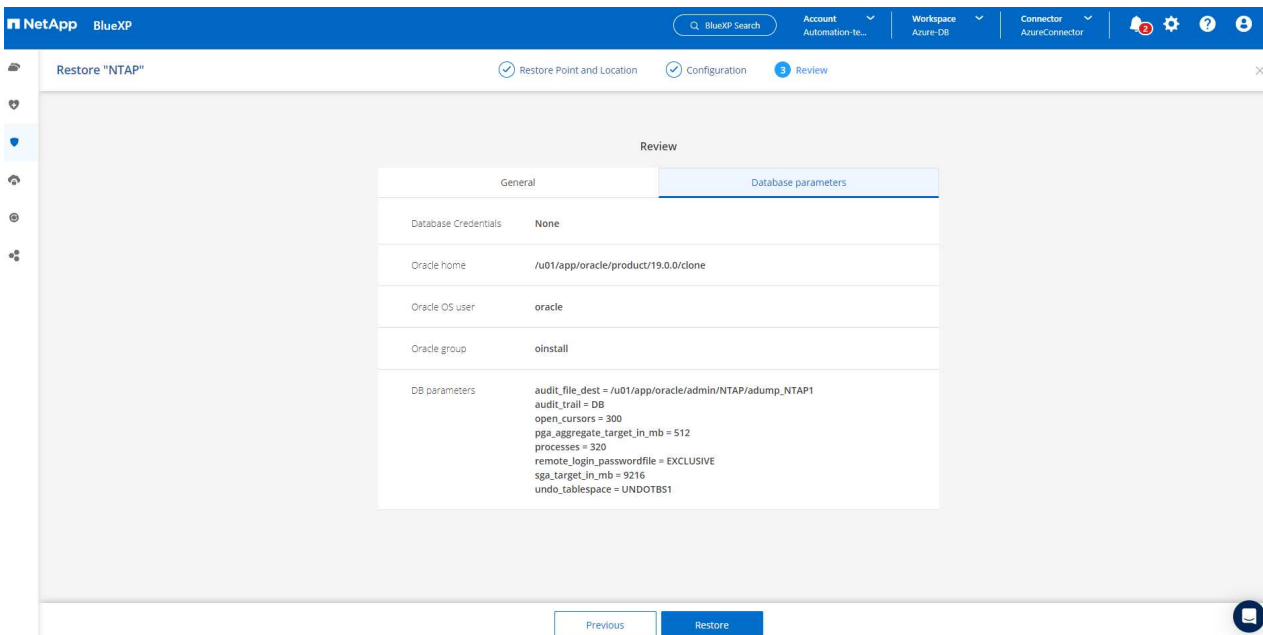 NetApp BlueXP
BlueXP Search
Account
Automation-te...
Workspace
Azure-DB
Connector
AzureConnector
2
Restore "NTAP"
Restore Point and Location
Configuration
3 Review
Review
General
Database parameters
Database Credentials None
Oracle home /u01/app/oracle/product/19.0.0/clone
Oracle OS user oracle
Oracle group oinstall
DB parameters audit_file_dest = /u01/app/oracle/admin/NTAP/adump_NTAP1
audit_trail = DB
open_cursors = 300
pga_aggregate_target_in_mb = 512
processes = 320
remote_login_passwordfile = EXCLUSIVE
sga_target_in_mb = 9216
undo_tablespace = UNDOTBS1
Previous
Restore